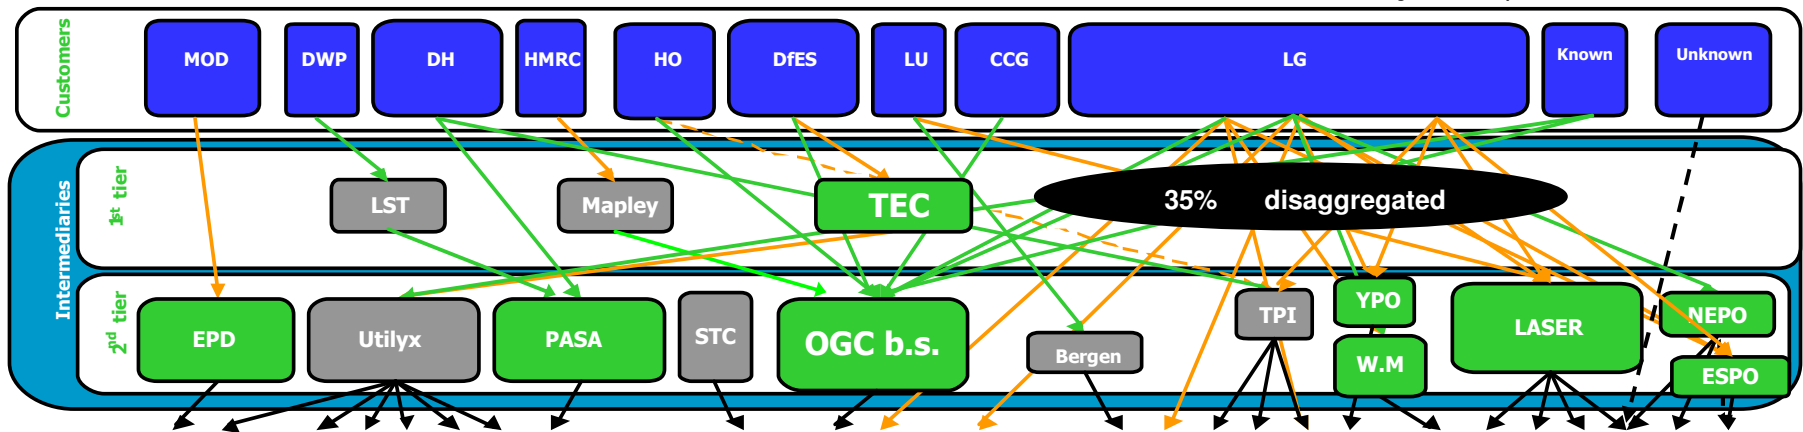 Customers
MOD
DWP
DH
HMRC
HO
DfES
LU
CCG
LG
Known
Unknown
Intermediaries
1st tier
LST
Mapley
TEC
35% disaggregated
2nd tier
EPD
Utilyx
PASA
STC
OGC b.s.
Bergen
TPI
YPO
W.M
LASER
NEPO
ESPO